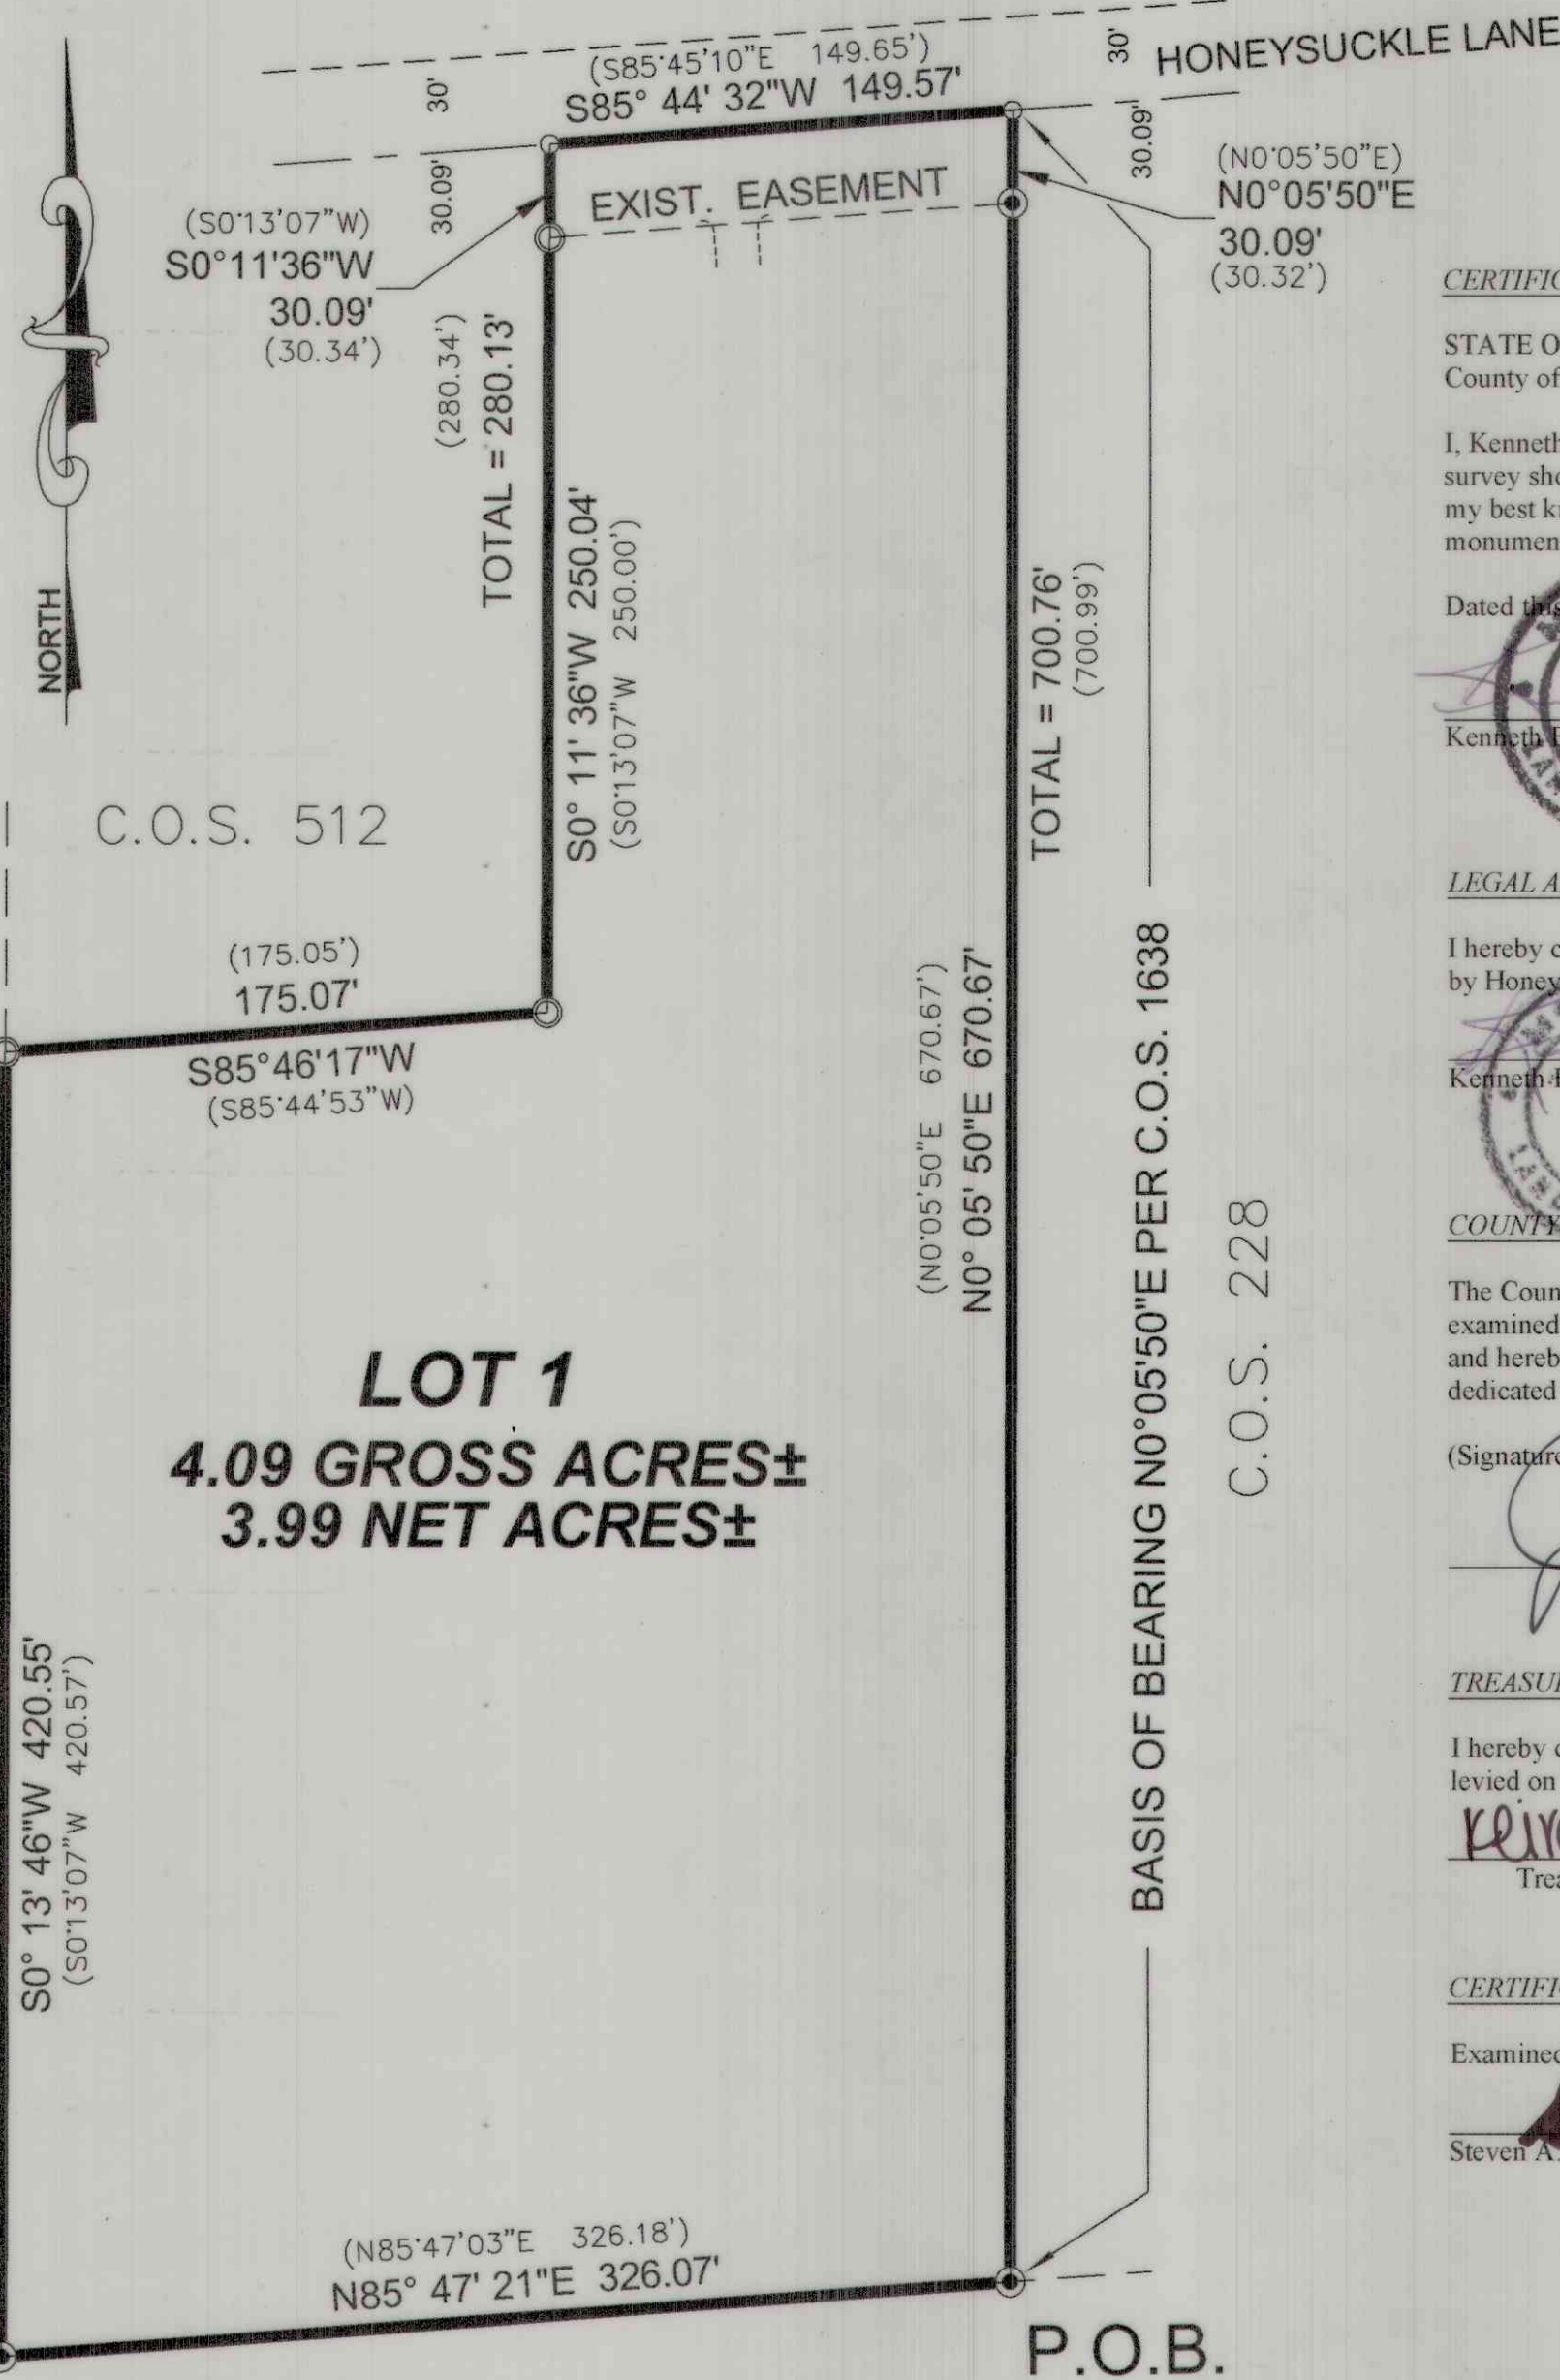 HONEYSUCKLE LANE
30'
30'
(S85°45'10"E 149.65')
S85° 44' 32"W 149.57'
30.09'
30.09'
EXIST. EASEMENT
(N0°05'50"E)
N0°05'50"E
30.09'
(30.32')
(S0°13'07"W)
S0°11'36"W
30.09'
(30.34')
(280.34')
TOTAL = 280.13'
S0° 11' 36"W 250.04'
(S0°13'07"W 250.00')
NORTH
C.O.S. 512
(175.05')
175.07'
S85°46'17"W
(S85°44'53"W)
TOTAL = 700.76'
(700.99')
(N0°05'50"E 670.67')
N0° 05' 50"E 670.67'
BASIS OF BEARING N0°05'50"E PER C.O.S. 1638
C.O.S. 228
LOT 1
4.09 GROSS ACRES±
3.99 NET ACRES±
S0° 13' 46"W 420.55'
(S0°13'07"W 420.57')
(N85°47'03"E 326.18')
N85° 47' 21"E 326.07'
P.O.B.
CERTIFIC
STATE O
County of
I, Kenneth
survey sho
my best k
monumen
Dated this
Kenneth
LEGAL A
I hereby c
by Honey
Kenneth
COUNTY
The Coun
examined
and hereb
dedicated
(Signature
TREASU
I hereby c
levied on
Trea
CERTIFI
Examined
Steven A.